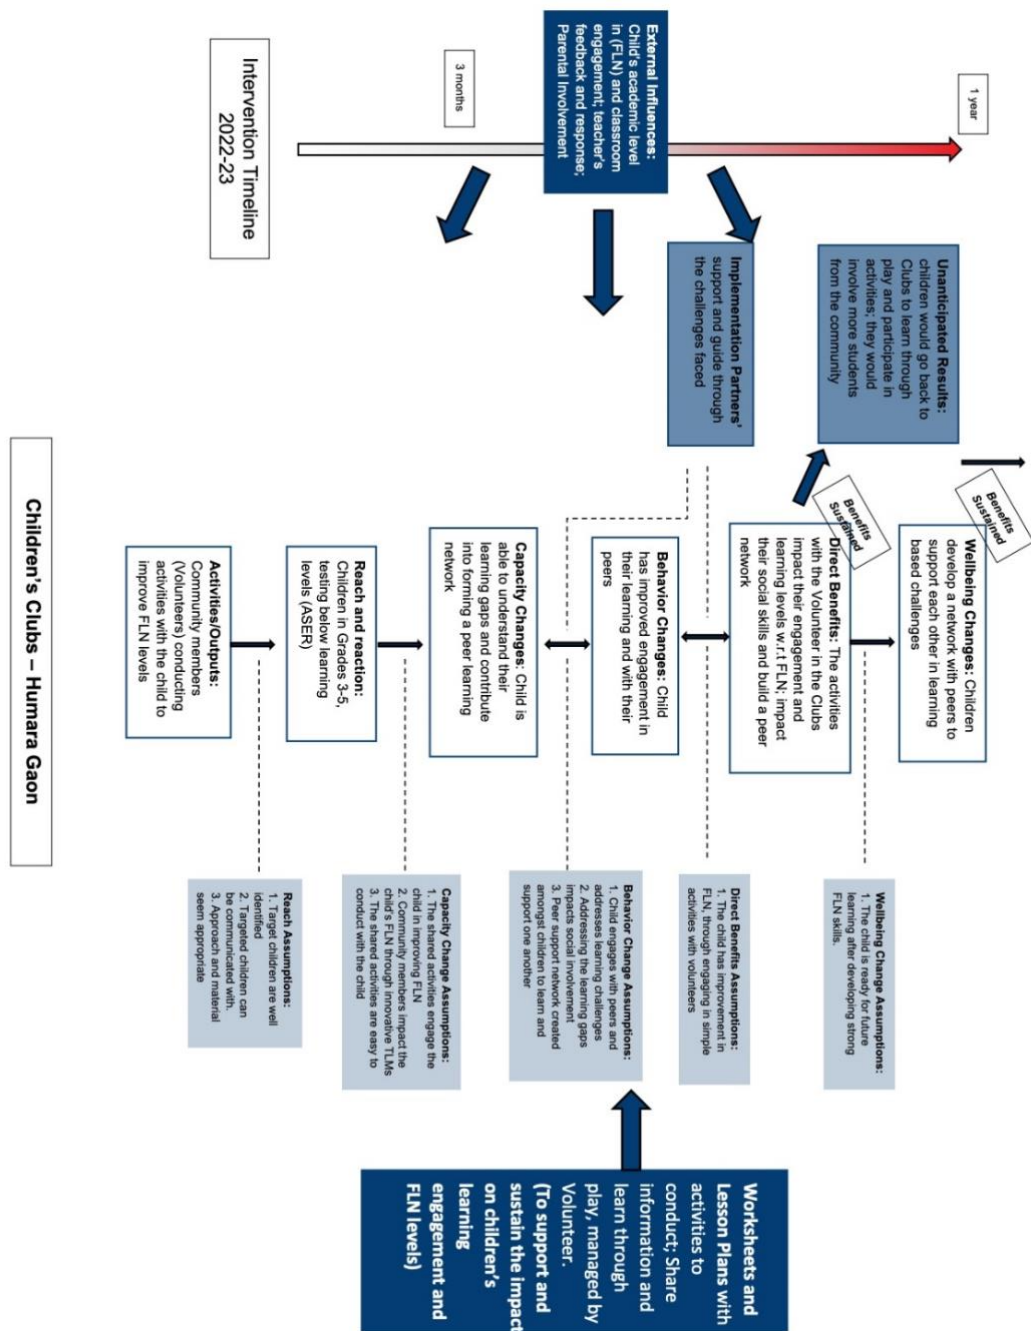 Children's Clubs – Humara Gaon
Wellbeing Changes: Children
develop a network with peers to
support each other in learning
based challenges
Benefits
Sustained
Direct Benefits: The activities
with the Volunteer in the Clubs
impact their engagement and
learning levels w.r.t FLN; impact
their social skills and build a peer
network
Benefits
Sustained
Behavior Changes: Child
has improved engagement in
their learning and with their
peers
Capacity Changes: Child is
able to understand their
learning gaps and contribute
into forming a peer learning
network
Reach and reaction:
Children in Grades 3-5,
testing below learning
levels (ASER)
Activities/Outputs:
Community members
(Volunteers) conducting
activities with the child to
improve FLN levels
1 year
External Influences:
Child's academic level
in (FLN) and classroom
engagement; teacher's
feedback and response;
Parental Involvement
3 months
Intervention Timeline
2022-23
Unanticipated Results:
children would go back to
Clubs to learn through
play and participate in
activities; they would
involve more students
from the community
Implementation Partners'
support and guide through
the challenges faced
Wellbeing Change Assumptions:
1. The child is ready for future
learning after developing strong
FLN skills.
Direct Benefits Assumptions:
1. The child has improvement in
FLN, through engaging in simple
activities with volunteers
Behavior Change Assumptions:
1. Child engages with peers and
addresses learning challenges
2. Addressing the learning gaps
impacts social involvement
3. Peer support network created
amongst children to learn and
support one another
Capacity Change Assumptions:
1. The shared activities engage the
child in improving FLN
2. Community members impact the
child's FLN through innovative TLMs
3. The shared activities are easy to
conduct with the child
Reach Assumptions:
1. Target children are well
identified
2. Targeted children can
be communicated with.
3. Approach and material
seem appropriate
Worksheets and
Lesson Plans with
activities to
conduct; Share
information and
learn through
play, managed by
Volunteer.
(To support and
sustain the impact
on children's
learning
engagement and
FLN levels)